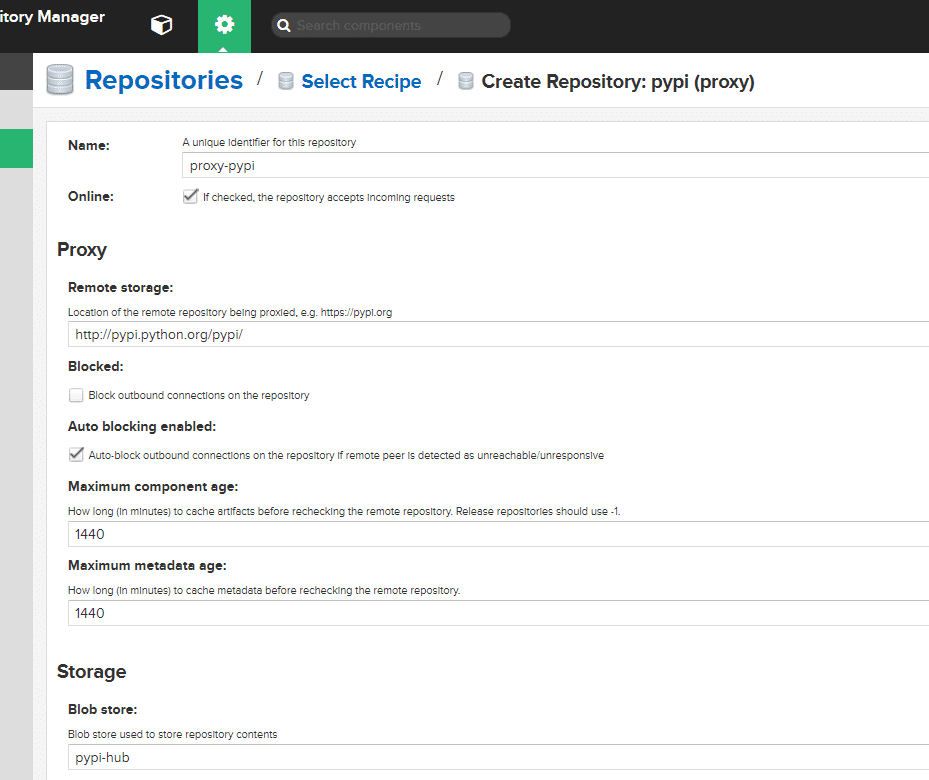 itory Manager
Search components
Repositories / Select Recipe / Create Repository: pypi (proxy)
Name:
A unique identifier for this repository
proxy-pypi
Online:
If checked, the repository accepts incoming requests
Proxy
Remote storage:
Location of the remote repository being proxied, e.g. https://pypi.org
http://pypi.python.org/pypi/
Blocked:
Block outbound connections on the repository
Auto blocking enabled:
Auto-block outbound connections on the repository if remote peer is detected as unreachable/unresponsive
Maximum component age:
How long (in minutes) to cache artifacts before rechecking the remote repository. Release repositories should use -1.
1440
Maximum metadata age:
How long (in minutes) to cache metadata before rechecking the remote repository.
1440
Storage
Blob store:
Blob store used to store repository contents
pypi-hub